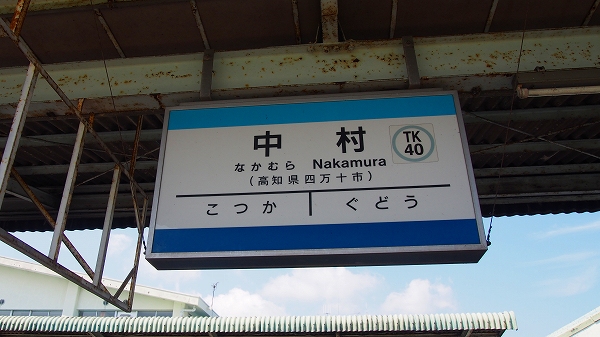 中村
TK
40
なかむら Nakamura
(高知県四万十市)
こつか ぐどう